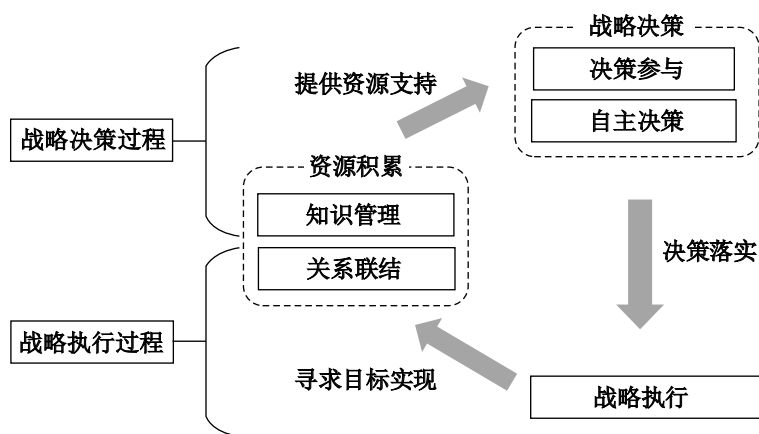 战略决策
决策参与
自主决策
提供资源支持
战略决策过程
资源积累
知识管理
关系联结
决策落实
战略执行过程
寻求目标实现
战略执行